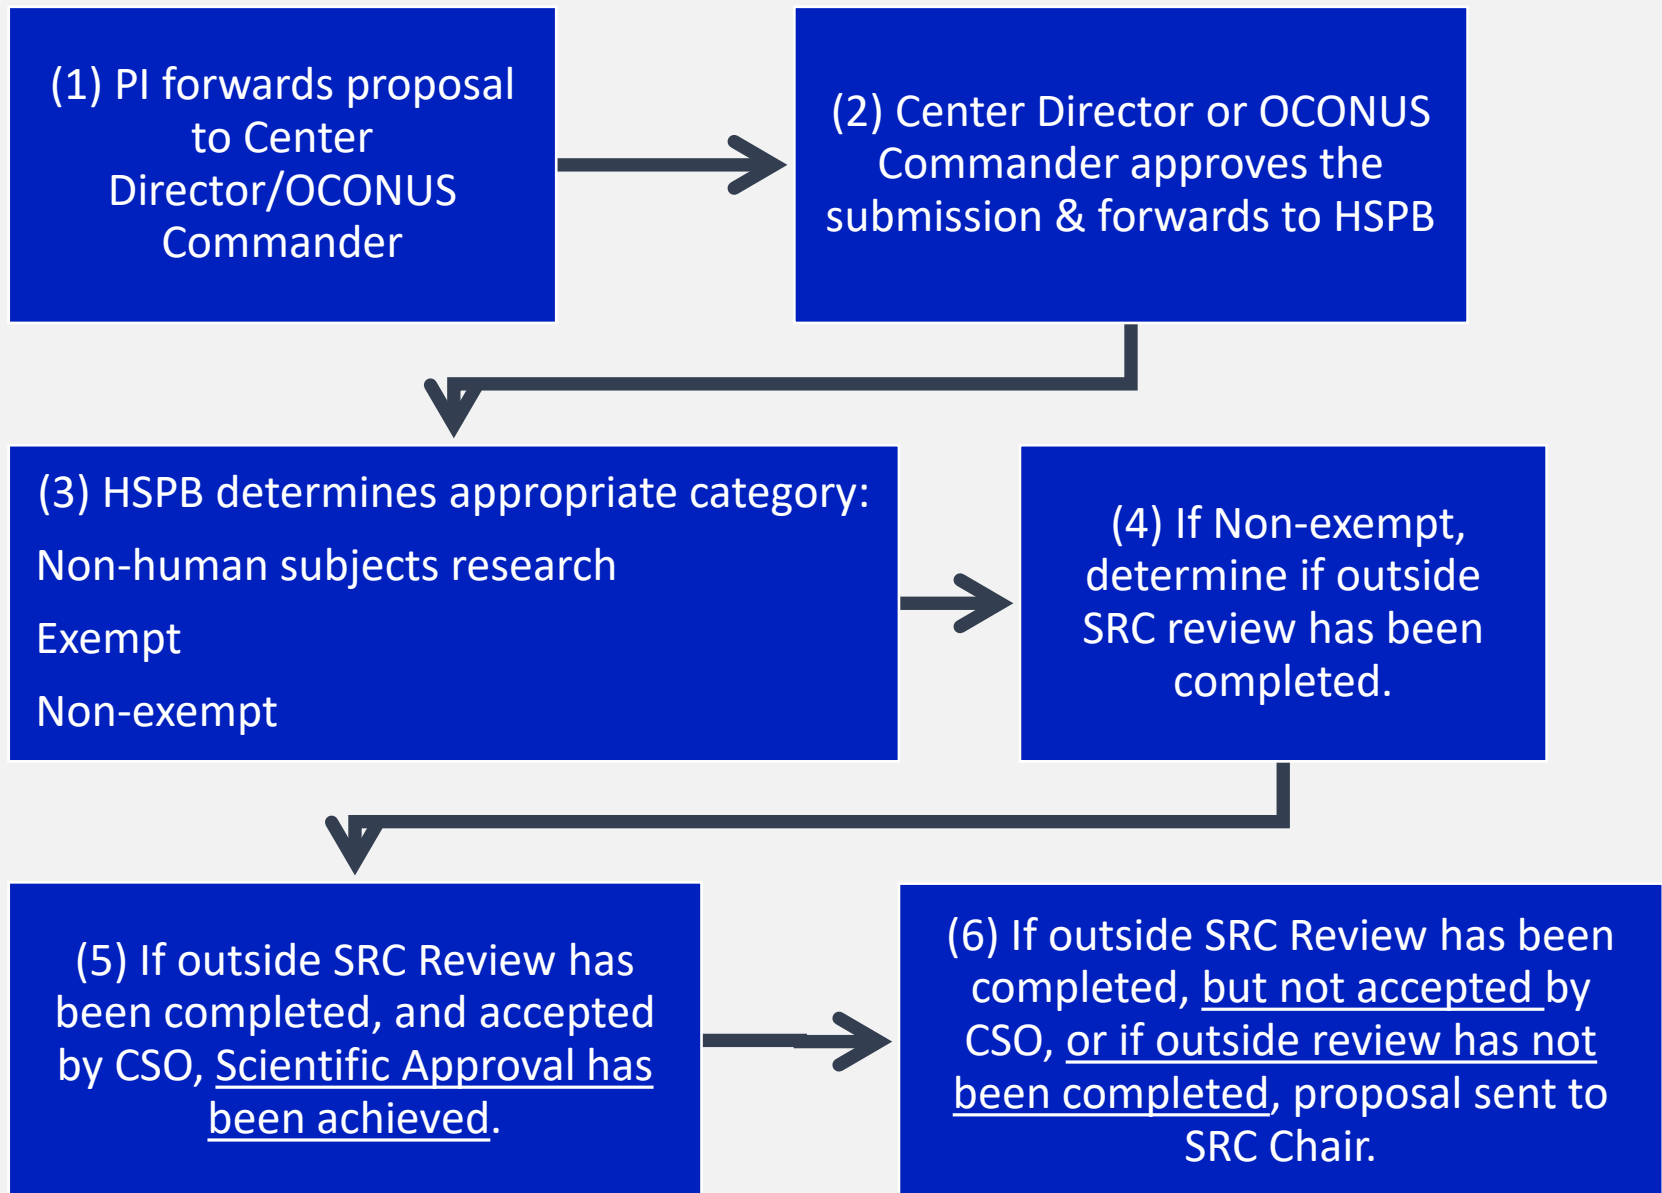 (1) PI forwards proposal
to Center
Director/OCONUS
Commander
(2) Center Director or OCONUS
Commander approves the
submission & forwards to HSPB
(3) HSPB determines appropriate category:
Non-human subjects research
Exempt
Non-exempt
(4) If Non-exempt,
determine if outside
SRC review has been
completed.
(5) If outside SRC Review has
been completed, and accepted
by CSO, Scientific Approval has
been achieved.
(6) If outside SRC Review has been
completed, but not accepted by
CSO, or if outside review has not
been completed, proposal sent to
SRC Chair.